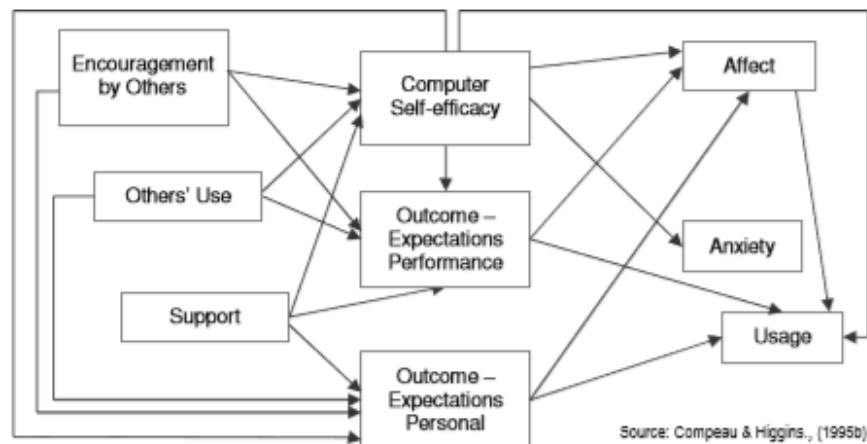 Encouragement
by Others
Computer
Self-efficacy
Affect
Others' Use
Outcome –
Expectations
Performance
Anxiety
Support
Usage
Outcome –
Expectations
Personal
Source: Compeau & Higgins., (1995b)